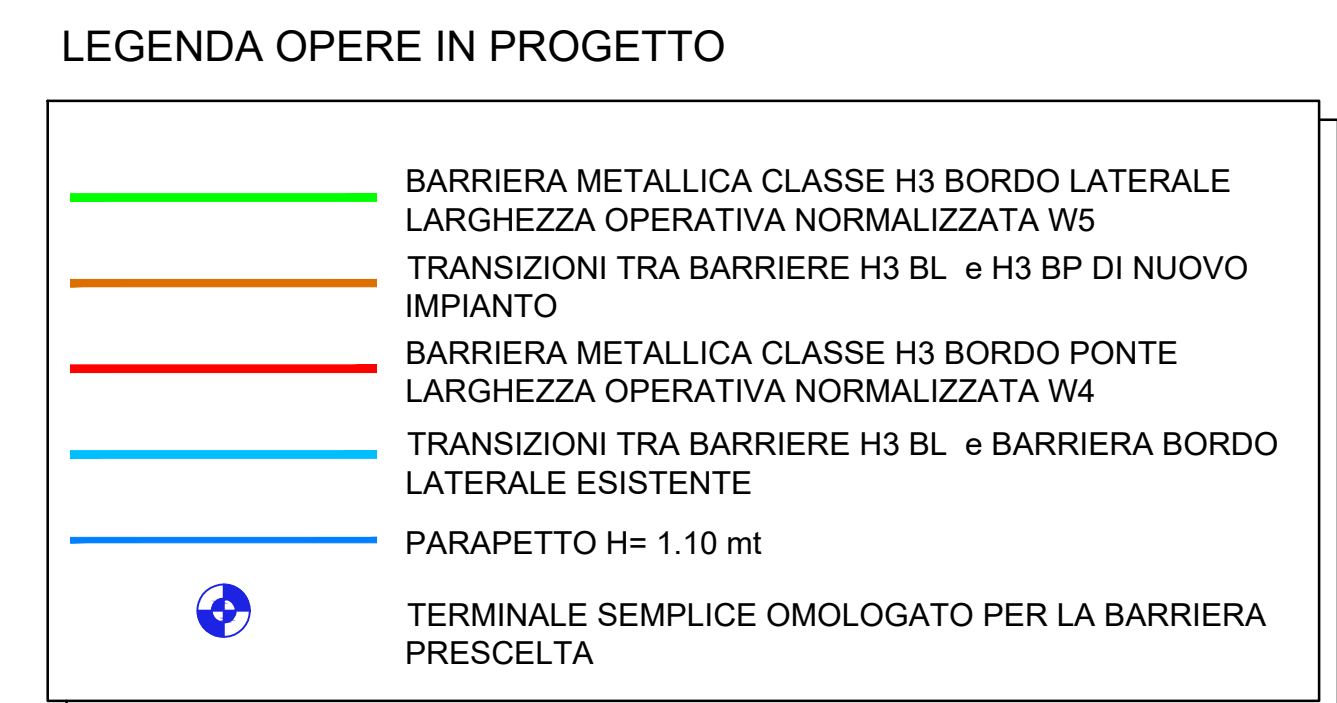 LEGENDA OPERE IN PROGETTO
BARRIERA METALLICA CLASSE H3 BORDO LATERALE
LARGHEZZA OPERATIVA NORMALIZZATA W5
TRANSIZIONI TRA BARRIERE H3 BL e H3 BP DI NUOVO
IMPIANTO
BARRIERA METALLICA CLASSE H3 BORDO PONTE
LARGHEZZA OPERATIVA NORMALIZZATA W4
TRANSIZIONI TRA BARRIERE H3 BL e BARRIERA BORDO
LATERALE ESISTENTE
PARAPETTO H= 1.10 mt
TERMINALE SEMPLICE OMOLOGATO PER LA BARRIERA
PRESCELTA